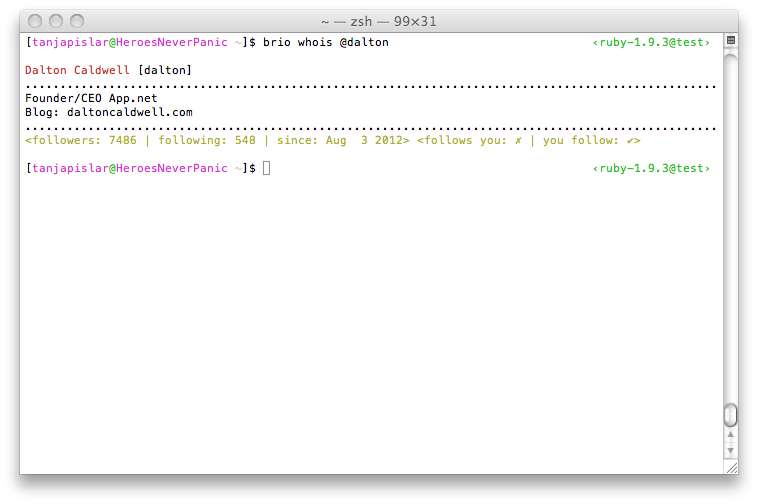 ~ — zsh — 99×31
[tanjapislar@HeroesNeverPanic ~]$ brio whois @dalton ‹ruby-1.9.3@test›
Dalton Caldwell [dalton]
...................................................................................................
Founder/CEO App.net
Blog: daltoncaldwell.com
...................................................................................................
<followers: 7486 | following: 548 | since: Aug  3 2012> <follows you: ✗ | you follow: ✔>
[tanjapislar@HeroesNeverPanic ~]$ ‹ruby-1.9.3@test›